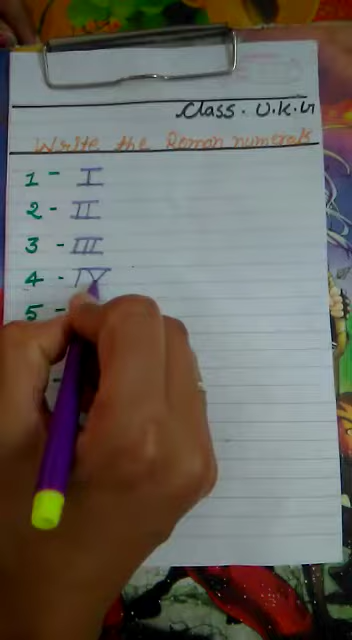 Class. U.K.G
Write the Roman numerals
1 - I
2 - II
3 - III
4 - IV
5 -
-